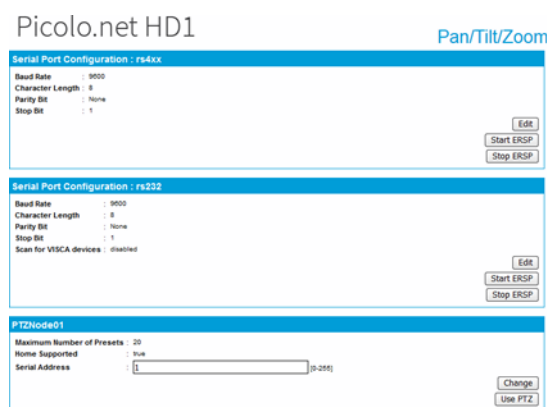 Picolo.net HD1
Pan/Tilt/Zoom
Serial Port Configuration : rs4xx
Baud Rate : 9600
Character Length : 8
Parity Bit : None
Stop Bit : 1
Edit
Start ERSP
Stop ERSP
Serial Port Configuration : rs232
Baud Rate : 9600
Character Length : 8
Parity Bit : None
Stop Bit : 1
Scan for VISCA devices : disabled
Edit
Start ERSP
Stop ERSP
PTZNode01
Maximum Number of Presets : 20
Home Supported : true
Serial Address : 1 [0-255]
Change
Use PTZ